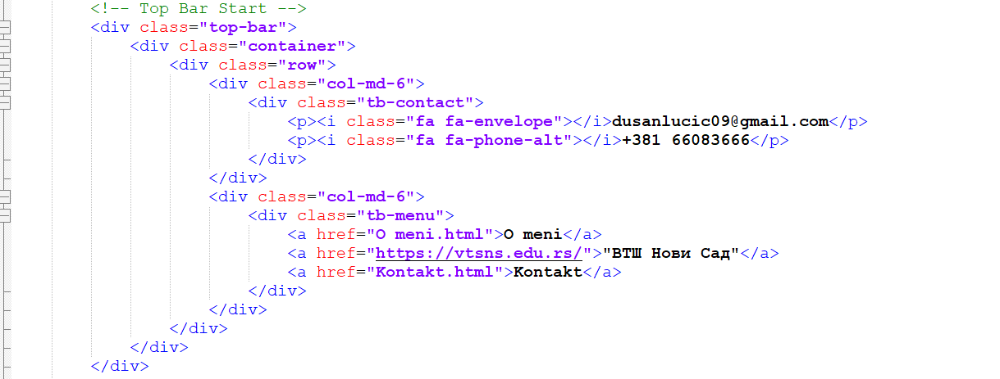 <!-- Top Bar Start -->
<div class="top-bar">
<div class="container">
<div class="row">
<div class="col-md-6">
<div class="tb-contact">
<p><i class="fa fa-envelope"></i>dusanlucic09@gmail.com</p>
<p><i class="fa fa-phone-alt"></i>+381 66083666</p>
</div>
</div>
<div class="col-md-6">
<div class="tb-menu">
<a href="O meni.html">O meni</a>
<a href="https://vtsns.edu.rs/">"ВТШ Нови Сад"</a>
<a href="Kontakt.html">Kontakt</a>
</div>
</div>
</div>
</div>
</div>